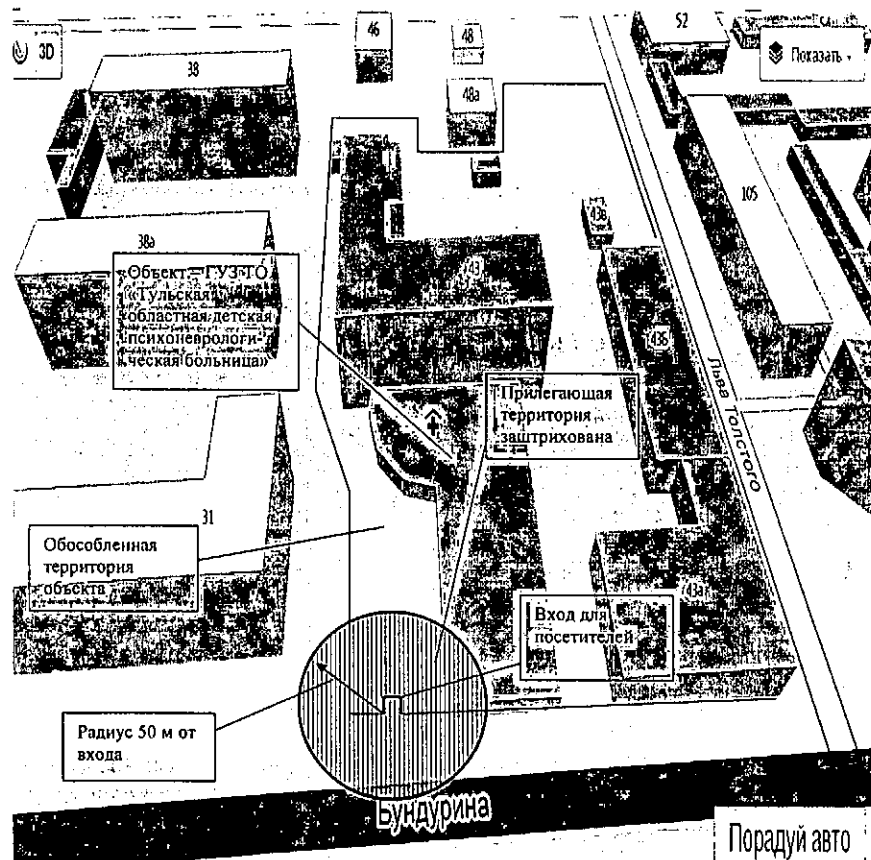 3D
46
48
52
Показать
38
48а
105
43в
38а
43
«Объект – ГУЗ ТО
«Тульская
областная детская
психоневрологи-
ческая больница»
43б
Льва Толстого
Прилегающая
территория
заштрихована
31
Обособленная
территория
объекта
Вход для
посетителей
43а
Радиус 50 м от
входа
Бундурина
Порадуй авто